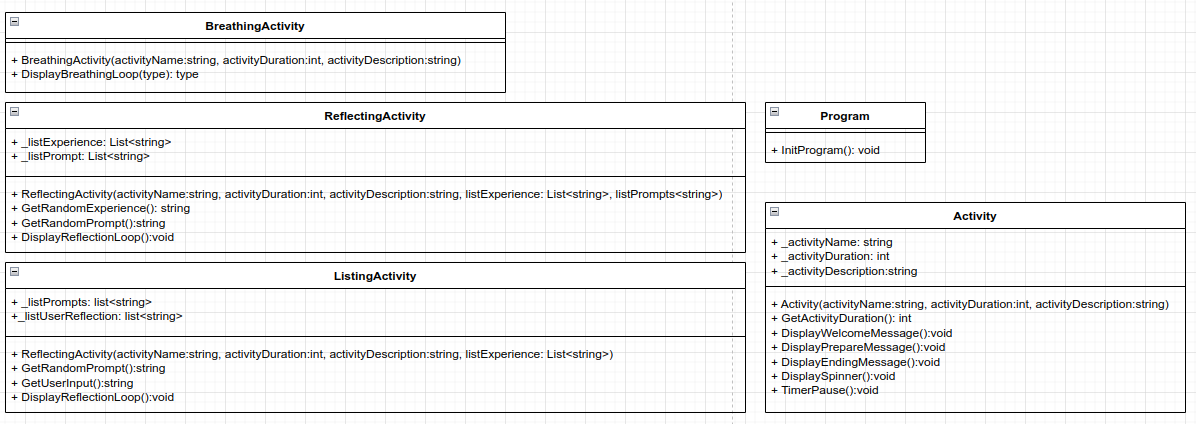 BreathingActivity
+ BreathingActivity(activityName:string, activityDuration:int, activityDescription:string)
+ DisplayBreathingLoop(type): type
ReflectingActivity
+ _listExperience: List<string>
+ _listPrompt: List<string>
+ ReflectingActivity(activityName:string, activityDuration:int, activityDescription:string, listExperience: List<string>, listPrompts<string>)
+ GetRandomExperience(): string
+ GetRandomPrompt():string
+ DisplayReflectionLoop():void
ListingActivity
+ _listPrompts: list<string>
+_listUserReflection: list<string>
+ ReflectingActivity(activityName:string, activityDuration:int, activityDescription:string, listExperience: List<string>)
+ GetRandomPrompt():string
+ GetUserInput():string
+ DisplayReflectionLoop():void
Program
+ InitProgram(): void
Activity
+ _activityName: string
+ _activityDuration: int
+ _activityDescription:string
+ Activity(activityName:string, activityDuration:int, activityDescription:string)
+ GetActivityDuration(): int
+ DisplayWelcomeMessage():void
+ DisplayPrepareMessage():void
+ DisplayEndingMessage():void
+ DisplaySpinner():void
+ TimerPause():void